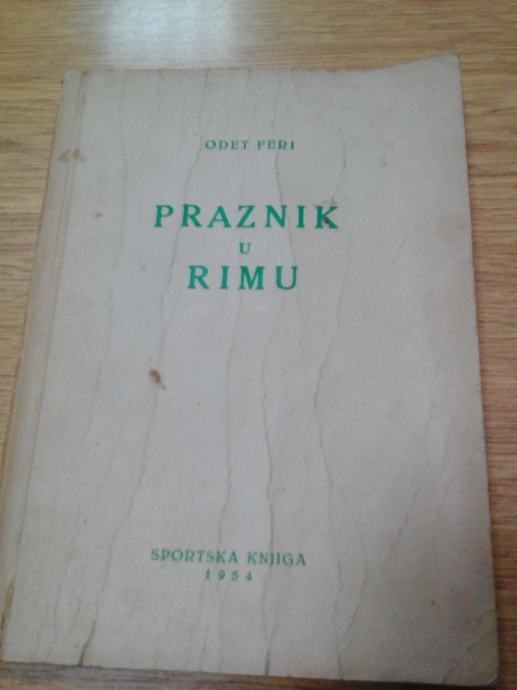 ODET FERI
PRAZNIK
U
RIMU
SPORTSKA KNJIGA
1954